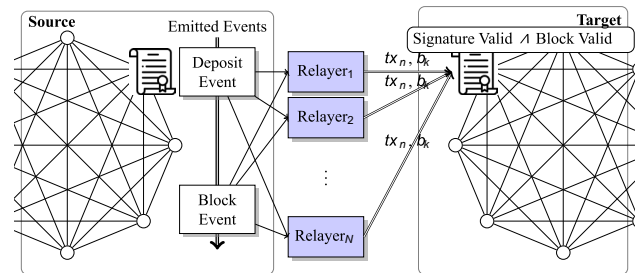 Source
Emitted Events
Target
Signature Valid ∧ Block Valid
Deposit
Event
Relayer₁
tx_n, b_k
Relayer₂
tx_n, b_k
tx_n, b_k
⋮
Block
Event
Relayer_N